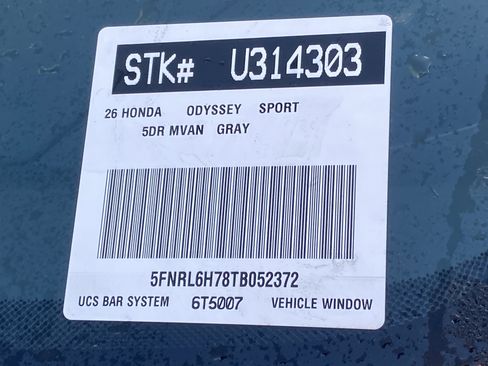 STK# U314303
26 HONDA ODYSSEY SPORT
5DR MVAN GRAY
5FNRL6H78TB052372
UCS BAR SYSTEM 6T5007 VEHICLE WINDOW